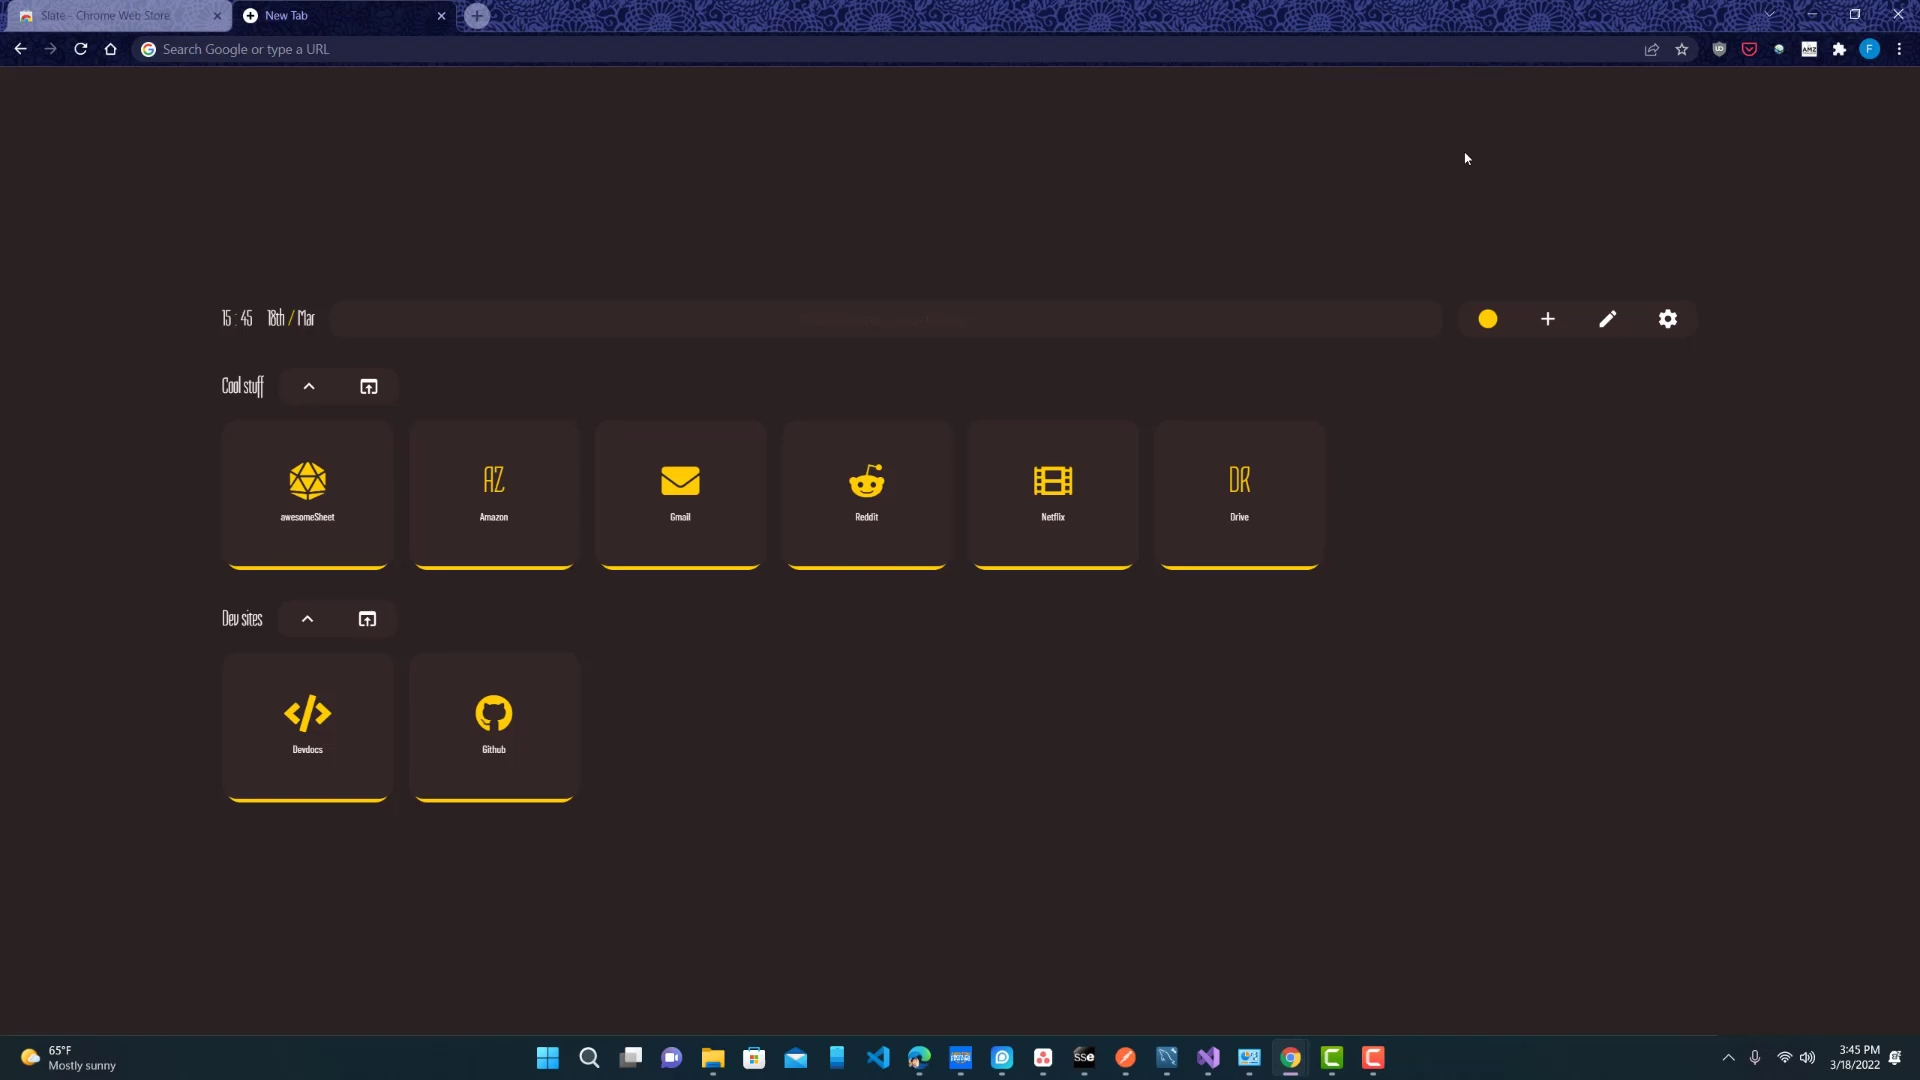 Slate - Chrome Web Store
New Tab
Search Google or type a URL
15 : 45 18th / Mar
Cool stuff
AZ
DR
awesomeSheet
Amazon
Gmail
Reddit
Netflix
Drive
Dev sites
Devdocs
Github
65°F
Mostly sunny
SSe
3:45 PM
3/18/2022
F
AMZ